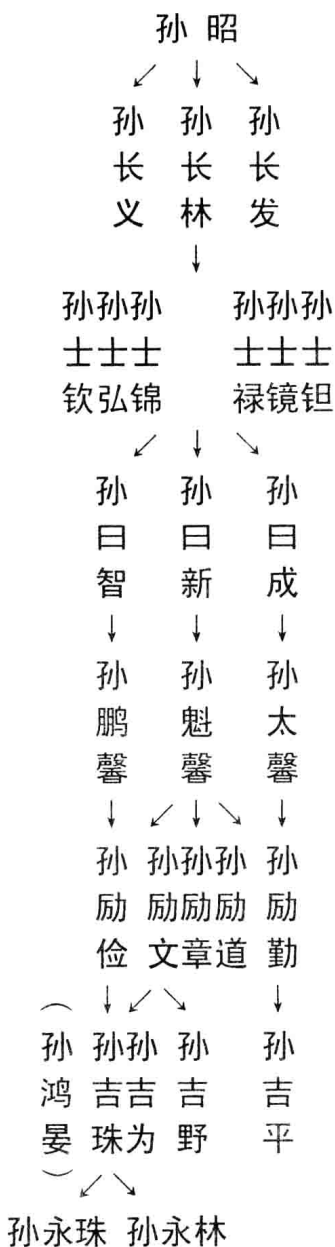 孙昭
孙长义 孙长林 孙长发
孙士钦 孙士弘 孙士锦 孙士禄 孙士镜 孙士钽
孙曰智 孙曰新 孙曰成
孙鹏馨 孙魁馨 孙太馨
孙励俭 孙励文 孙励章 孙励道 孙励勤
(孙鸿晏) 孙吉珠 孙吉为 孙吉野 孙吉平
孙永珠 孙永林